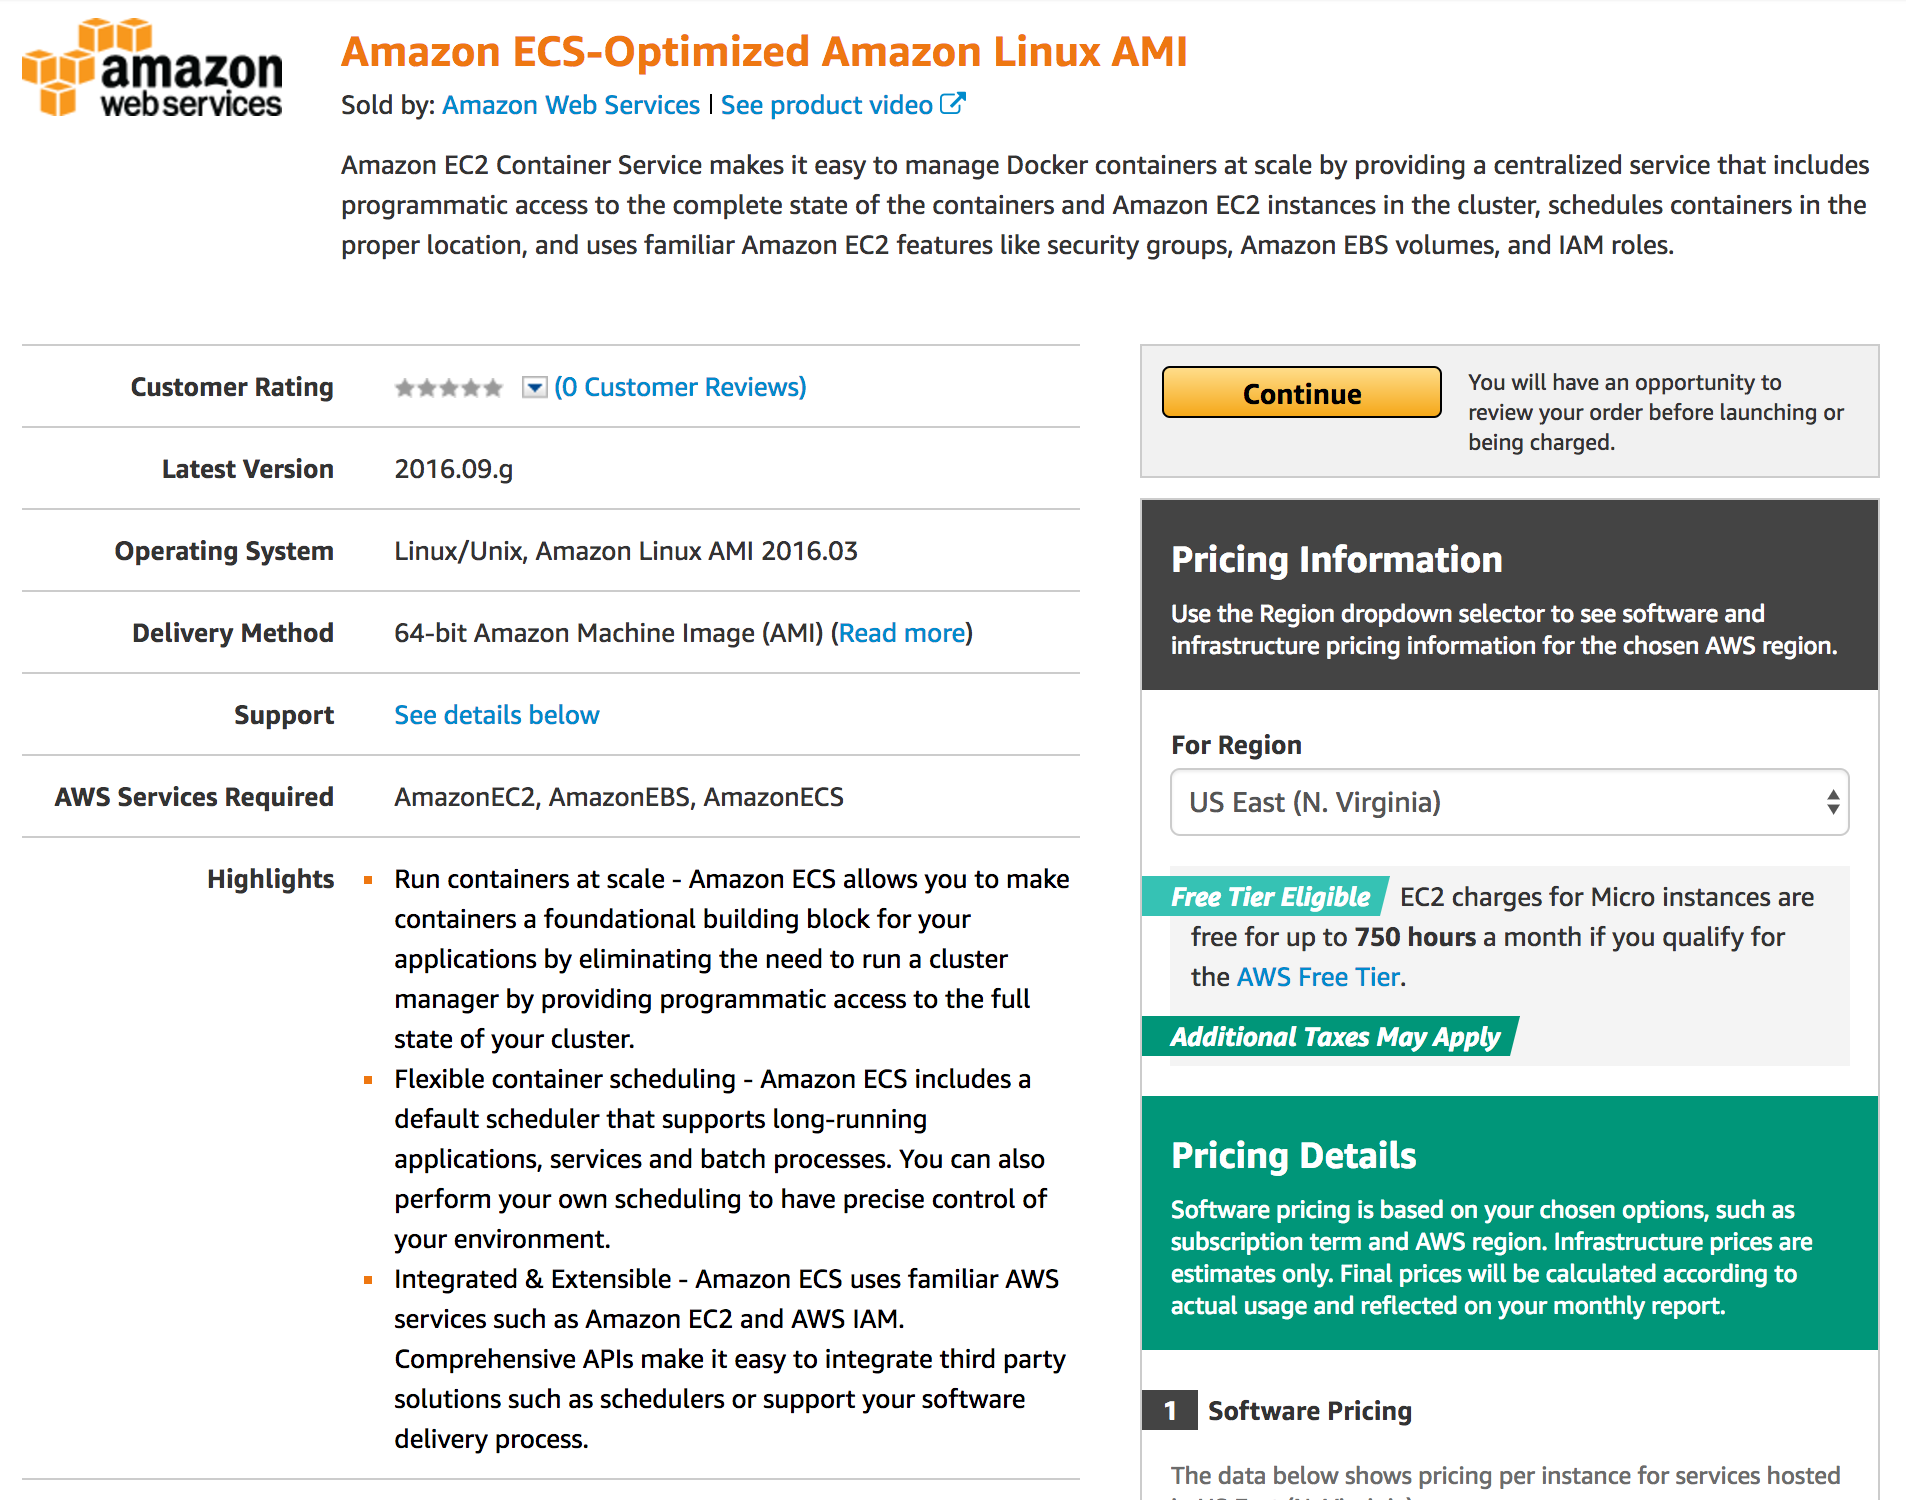 amazon
webservices
Amazon ECS-Optimized Amazon Linux AMI
Sold by: Amazon Web Services | See product video
Amazon EC2 Container Service makes it easy to manage Docker containers at scale by providing a centralized service that includes
programmatic access to the complete state of the containers and Amazon EC2 instances in the cluster, schedules containers in the
proper location, and uses familiar Amazon EC2 features like security groups, Amazon EBS volumes, and IAM roles.
Customer Rating (0 Customer Reviews)
Latest Version 2016.09.g
Operating System Linux/Unix, Amazon Linux AMI 2016.03
Delivery Method 64-bit Amazon Machine Image (AMI) (Read more)
Support See details below
AWS Services Required AmazonEC2, AmazonEBS, AmazonECS
Highlights
Run containers at scale - Amazon ECS allows you to make
containers a foundational building block for your
applications by eliminating the need to run a cluster
manager by providing programmatic access to the full
state of your cluster.
Flexible container scheduling - Amazon ECS includes a
default scheduler that supports long-running
applications, services and batch processes. You can also
perform your own scheduling to have precise control of
your environment.
Integrated & Extensible - Amazon ECS uses familiar AWS
services such as Amazon EC2 and AWS IAM.
Comprehensive APIs make it easy to integrate third party
solutions such as schedulers or support your software
delivery process.
Continue
You will have an opportunity to
review your order before launching or
being charged.
Pricing Information
Use the Region dropdown selector to see software and
infrastructure pricing information for the chosen AWS region.
For Region
US East (N. Virginia)
Free Tier Eligible EC2 charges for Micro instances are
free for up to 750 hours a month if you qualify for
the AWS Free Tier.
Additional Taxes May Apply
Pricing Details
Software pricing is based on your chosen options, such as
subscription term and AWS region. Infrastructure prices are
estimates only. Final prices will be calculated according to
actual usage and reflected on your monthly report.
1 Software Pricing
The data below shows pricing per instance for services hosted